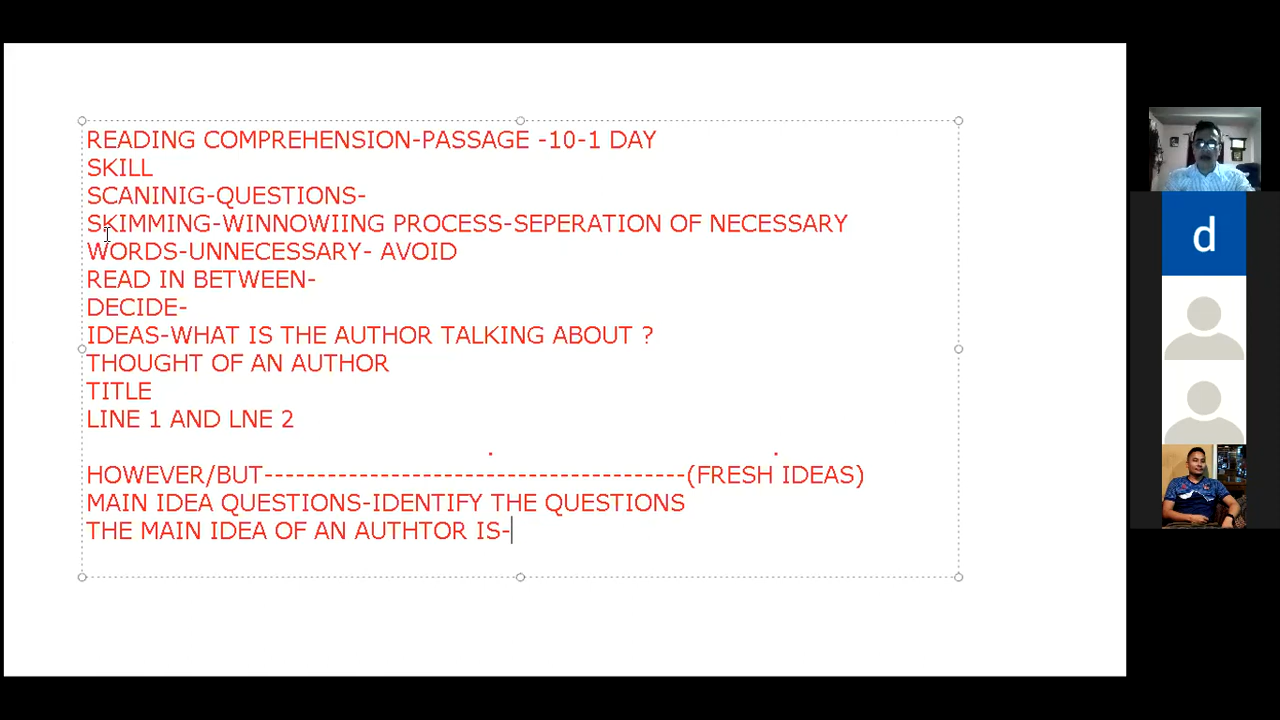 READING COMPREHENSION-PASSAGE -10-1 DAY
SKILL
SCANINIG-QUESTIONS-
SKIMMING-WINNOWIING PROCESS-SEPERATION OF NECESSARY
WORDS-UNNECESSARY- AVOID
READ IN BETWEEN-
DECIDE-
IDEAS-WHAT IS THE AUTHOR TALKING ABOUT ?
THOUGHT OF AN AUTHOR
TITLE
LINE 1 AND LNE 2
HOWEVER/BUT----------------------------------------(FRESH IDEAS)
MAIN IDEA QUESTIONS-IDENTIFY THE QUESTIONS
THE MAIN IDEA OF AN AUTHTOR IS-
d